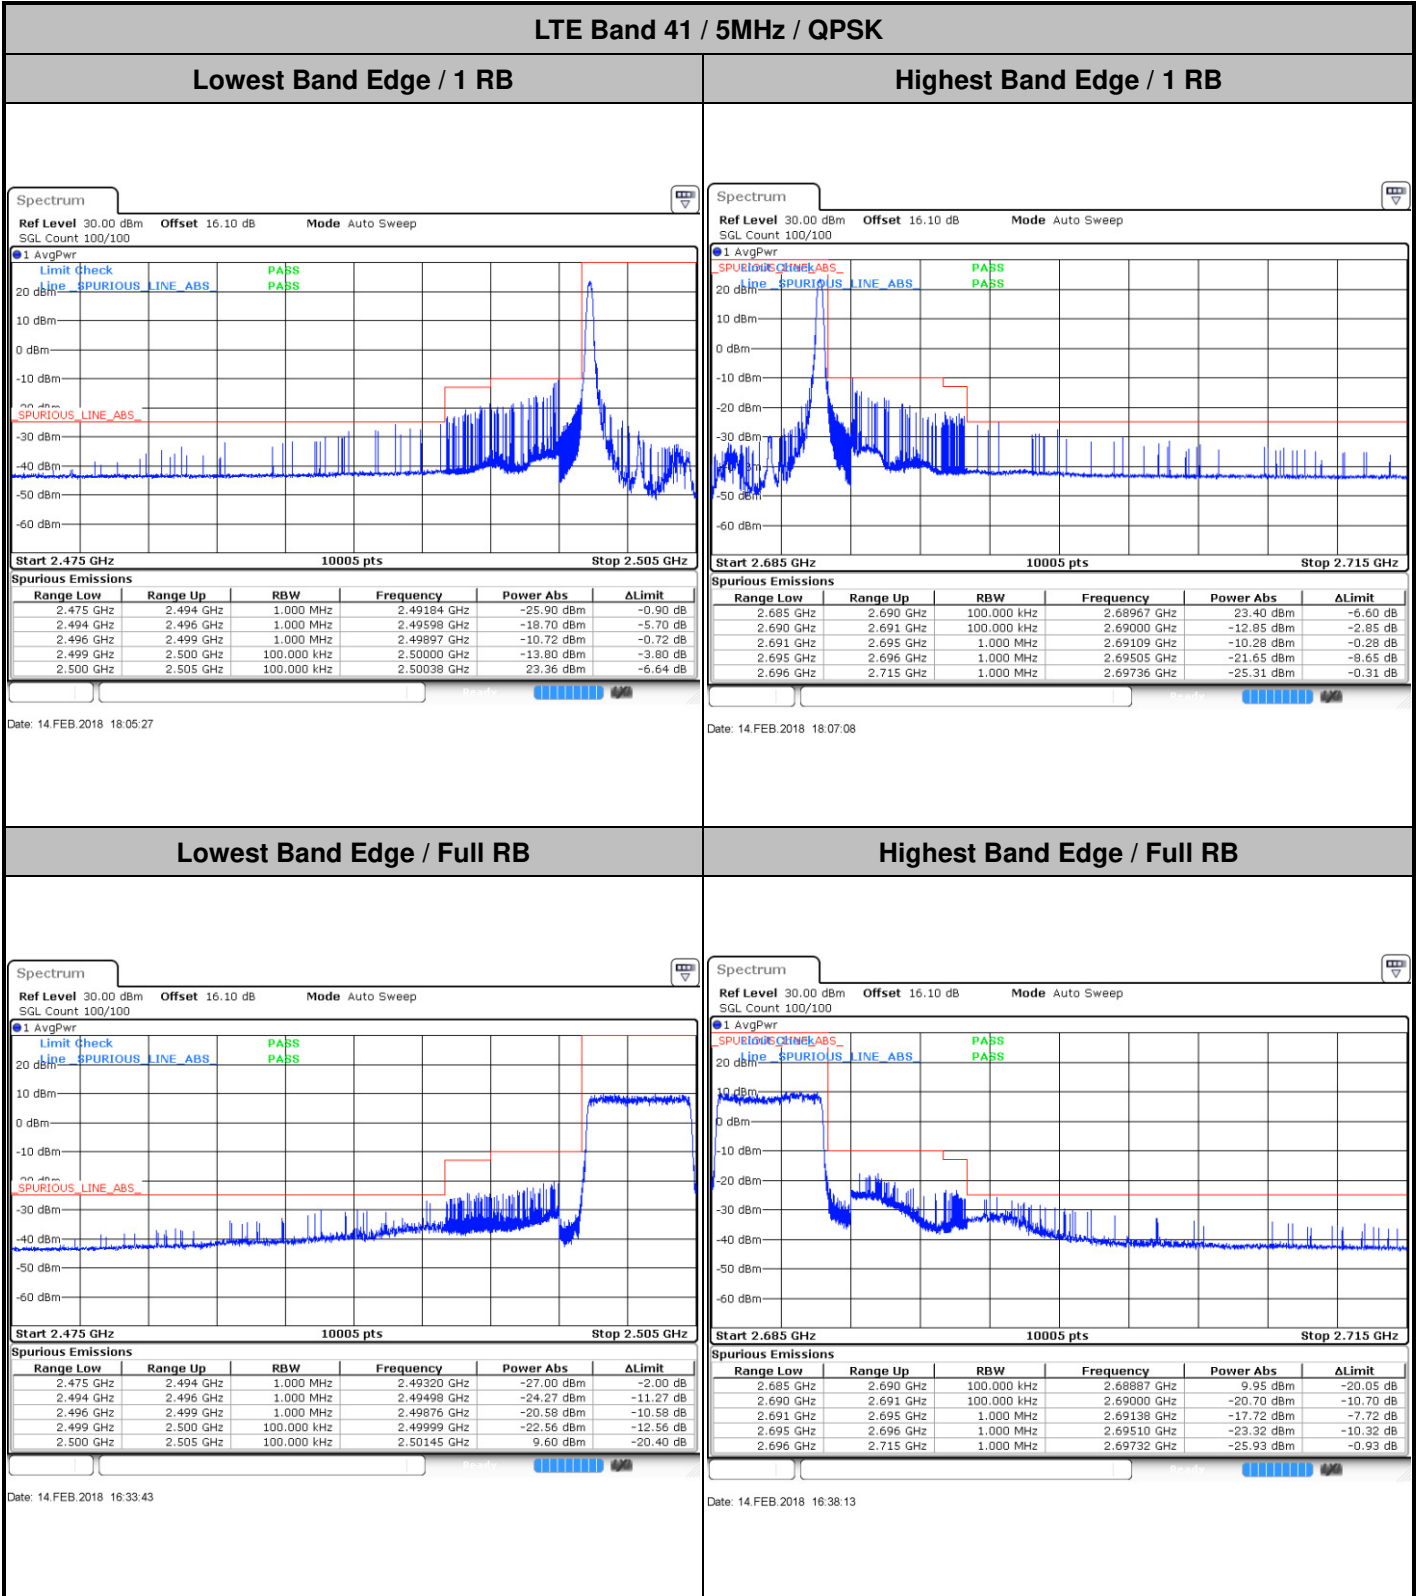 LTE Band 41 / 5MHz / QPSK
Lowest Band Edge / 1 RB
Highest Band Edge / 1 RB
Spectrum
Ref Level 30.00 dBm Offset 16.10 dB Mode Auto Sweep
SGL Count 100/100
1 AvgPwr
Limit Check PASS
Line _SPURIOUS_LINE_ABS_ PASS
20 dBm
10 dBm
0 dBm
-10 dBm
-20 dBm
_SPURIOUS_LINE_ABS_
-30 dBm
-40 dBm
-50 dBm
-60 dBm
Start 2.475 GHz 10005 pts Stop 2.505 GHz
Spurious Emissions
Range Low Range Up RBW Frequency Power Abs ΔLimit
2.475 GHz 2.494 GHz 1.000 MHz 2.49184 GHz -25.90 dBm -0.90 dB
2.494 GHz 2.496 GHz 1.000 MHz 2.49598 GHz -18.70 dBm -5.70 dB
2.496 GHz 2.499 GHz 1.000 MHz 2.49897 GHz -10.72 dBm -0.72 dB
2.499 GHz 2.500 GHz 100.000 kHz 2.50000 GHz -13.80 dBm -3.80 dB
2.500 GHz 2.505 GHz 100.000 kHz 2.50038 GHz 23.36 dBm -6.64 dB
Ready
Date: 14.FEB.2018 18:05:27
Spectrum
Ref Level 30.00 dBm Offset 16.10 dB Mode Auto Sweep
SGL Count 100/100
1 AvgPwr
_SPURIOUS_LINE_ABS_
Limit Check PASS
Line _SPURIOUS_LINE_ABS_ PASS
20 dBm
10 dBm
0 dBm
-10 dBm
-20 dBm
-30 dBm
-40 dBm
-50 dBm
-60 dBm
Start 2.685 GHz 10005 pts Stop 2.715 GHz
Spurious Emissions
Range Low Range Up RBW Frequency Power Abs ΔLimit
2.685 GHz 2.690 GHz 100.000 kHz 2.68967 GHz 23.40 dBm -6.60 dB
2.690 GHz 2.691 GHz 100.000 kHz 2.69000 GHz -12.85 dBm -2.85 dB
2.691 GHz 2.695 GHz 1.000 MHz 2.69109 GHz -10.28 dBm -0.28 dB
2.695 GHz 2.696 GHz 1.000 MHz 2.69505 GHz -21.65 dBm -8.65 dB
2.696 GHz 2.715 GHz 1.000 MHz 2.69736 GHz -25.31 dBm -0.31 dB
Date: 14.FEB.2018 18:07:08
Lowest Band Edge / Full RB
Highest Band Edge / Full RB
Spectrum
Ref Level 30.00 dBm Offset 16.10 dB Mode Auto Sweep
SGL Count 100/100
1 AvgPwr
Limit Check PASS
Line _SPURIOUS_LINE_ABS_ PASS
20 dBm
10 dBm
0 dBm
-10 dBm
-20 dBm
_SPURIOUS_LINE_ABS_
-30 dBm
-40 dBm
-50 dBm
-60 dBm
Start 2.475 GHz 10005 pts Stop 2.505 GHz
Spurious Emissions
Range Low Range Up RBW Frequency Power Abs ΔLimit
2.475 GHz 2.494 GHz 1.000 MHz 2.49320 GHz -27.00 dBm -2.00 dB
2.494 GHz 2.496 GHz 1.000 MHz 2.49498 GHz -24.27 dBm -11.27 dB
2.496 GHz 2.499 GHz 1.000 MHz 2.49876 GHz -20.58 dBm -10.58 dB
2.499 GHz 2.500 GHz 100.000 kHz 2.49999 GHz -22.56 dBm -12.56 dB
2.500 GHz 2.505 GHz 100.000 kHz 2.50145 GHz 9.60 dBm -20.40 dB
Ready
Date: 14.FEB.2018 16:33:43
Spectrum
Ref Level 30.00 dBm Offset 16.10 dB Mode Auto Sweep
SGL Count 100/100
1 AvgPwr
_SPURIOUS_LINE_ABS_
Limit Check PASS
Line _SPURIOUS_LINE_ABS_ PASS
20 dBm
10 dBm
0 dBm
-10 dBm
-20 dBm
-30 dBm
-40 dBm
-50 dBm
-60 dBm
Start 2.685 GHz 10005 pts Stop 2.715 GHz
Spurious Emissions
Range Low Range Up RBW Frequency Power Abs ΔLimit
2.685 GHz 2.690 GHz 100.000 kHz 2.68887 GHz 9.95 dBm -20.05 dB
2.690 GHz 2.691 GHz 100.000 kHz 2.69000 GHz -20.70 dBm -10.70 dB
2.691 GHz 2.695 GHz 1.000 MHz 2.69138 GHz -17.72 dBm -7.72 dB
2.695 GHz 2.696 GHz 1.000 MHz 2.69510 GHz -23.32 dBm -10.32 dB
2.696 GHz 2.715 GHz 1.000 MHz 2.69732 GHz -25.93 dBm -0.93 dB
Ready
Date: 14.FEB.2018 16:38:13